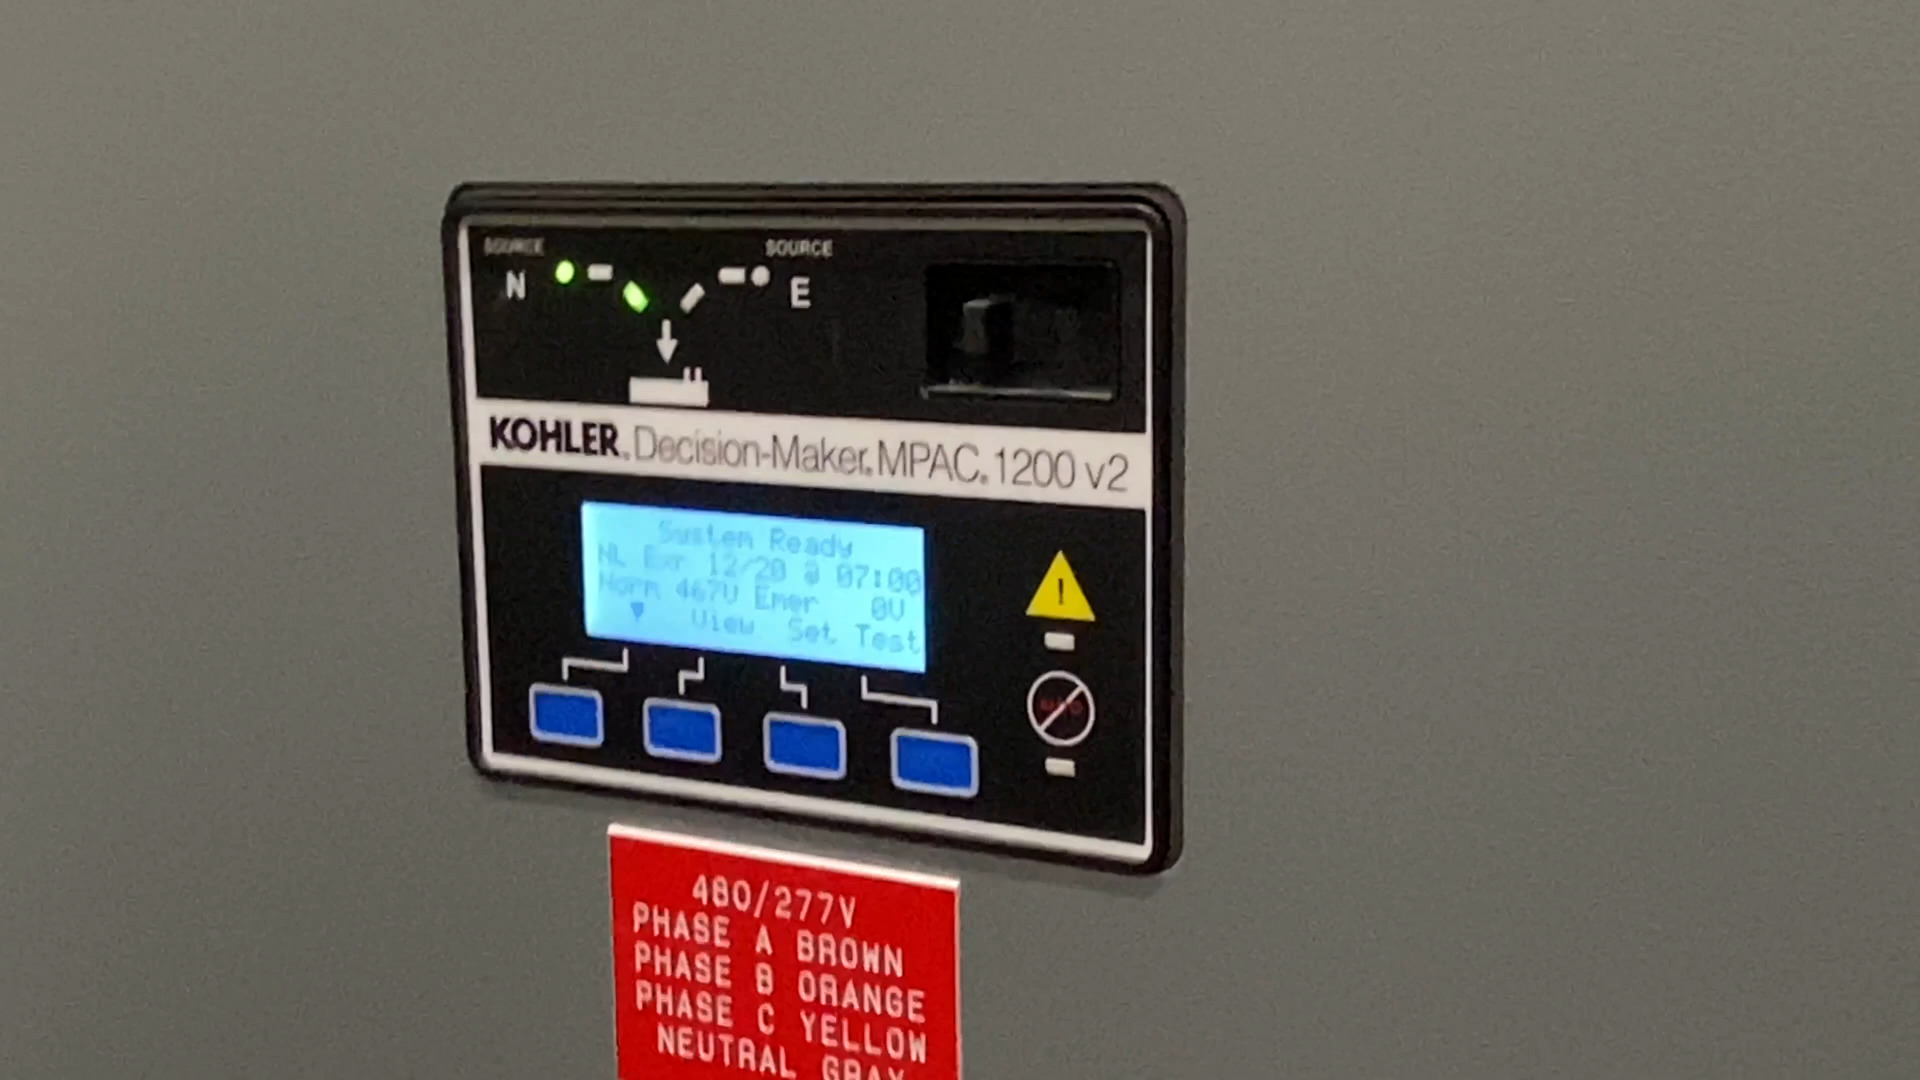 SOURCE
SOURCE
N
E
KOHLER. Decision-Maker. MPAC. 1200 v2
System Ready
NL Exr 12/20 @ 07:00
Norm 467V Emer 0V
View Set Test
!
480/277V
PHASE A BROWN
PHASE B ORANGE
PHASE C YELLOW
NEUTRAL GRAY